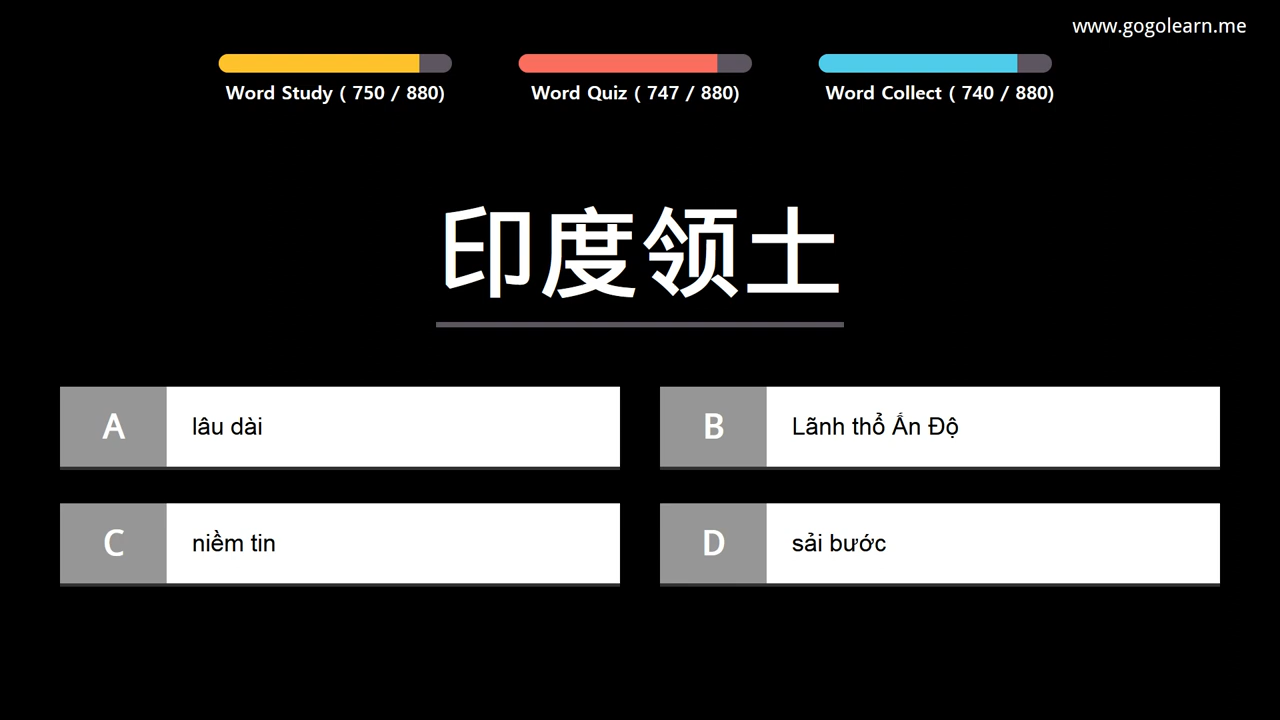 www.gogolearn.me
Word Study ( 750 / 880)
Word Quiz ( 747 / 880)
Word Collect ( 740 / 880)
印度领土
A
lâu dài
B
Lãnh thổ Ấn Độ
C
niềm tin
D
sải bước